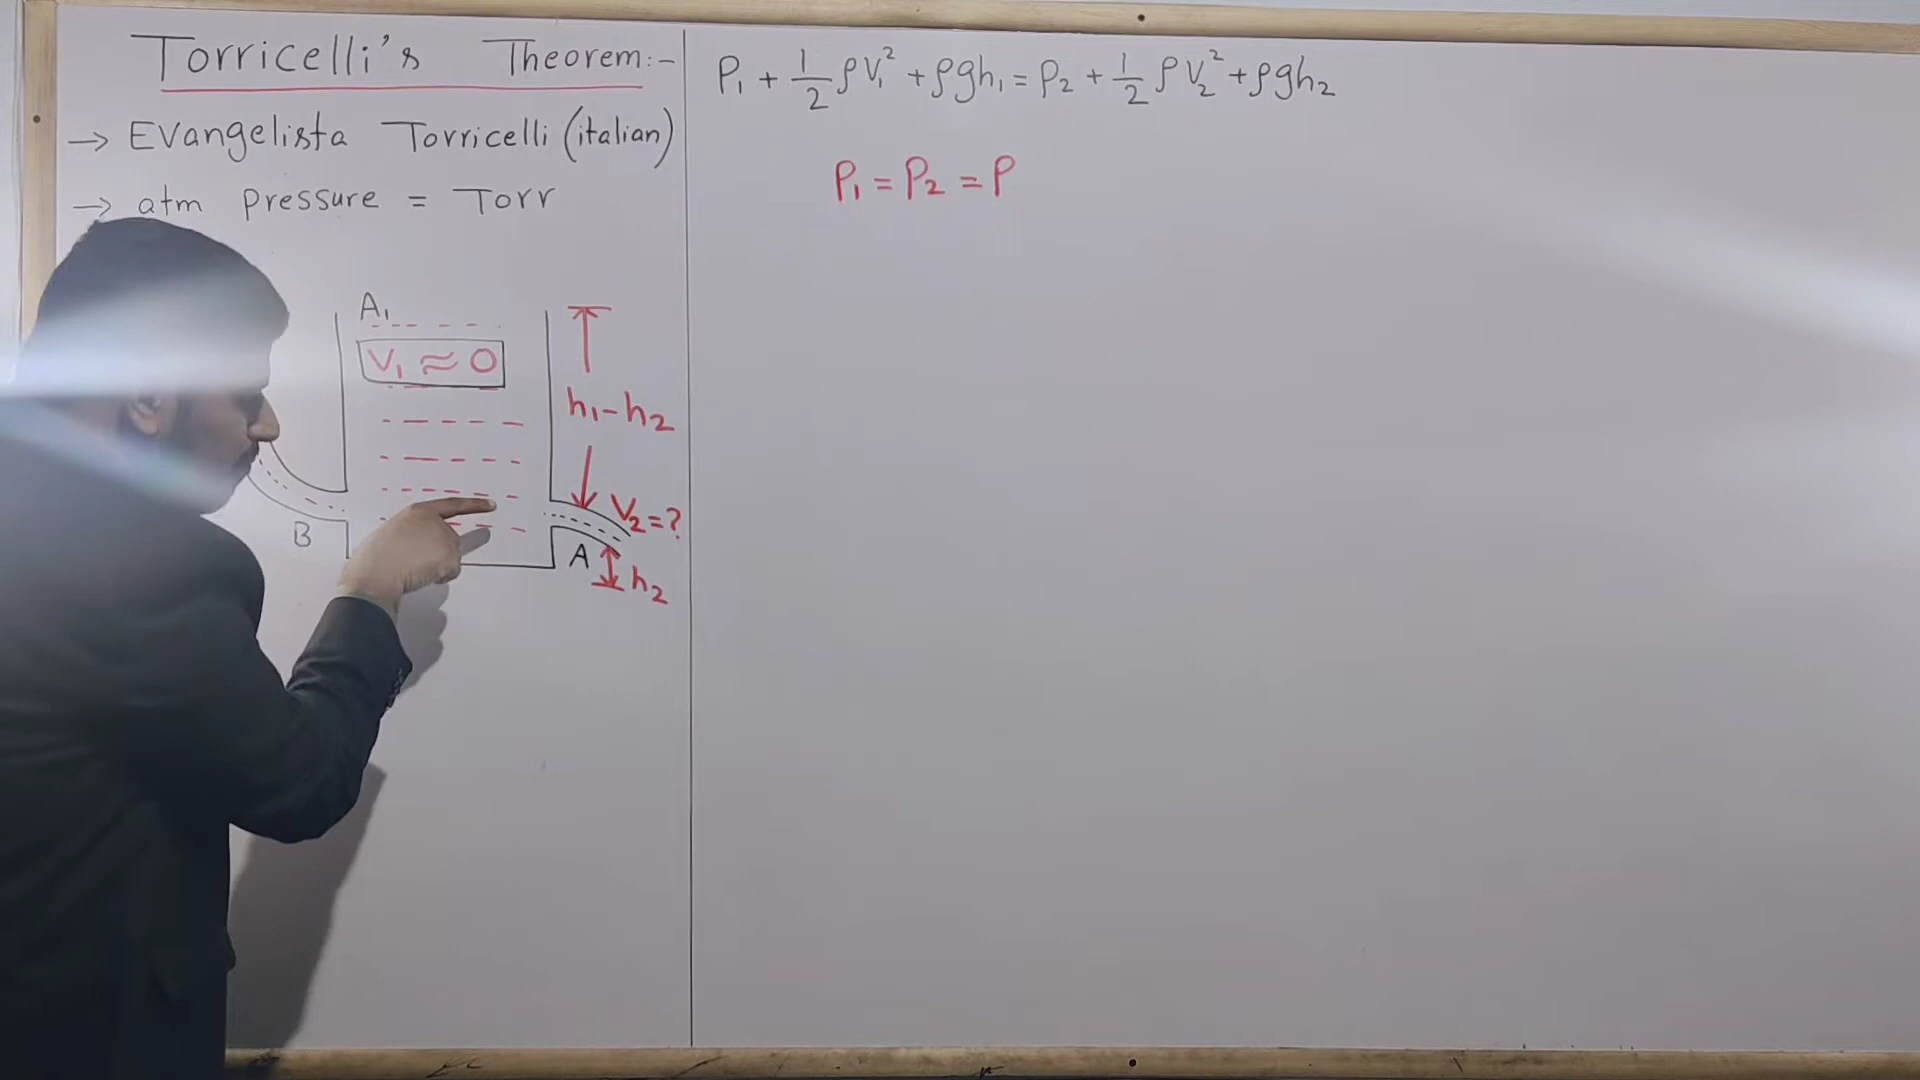 Torricelli's Theorem:-
→ Evangelista Torricelli (italian)
→ atm pressure = Torr
A₁
V₁ ≈ 0
h₁-h₂
V₂=?
B
A
h₂
P₁ + 1/2 ρV₁² + ρgh₁ = P₂ + 1/2 ρV₂² + ρgh₂
P₁ = P₂ = P